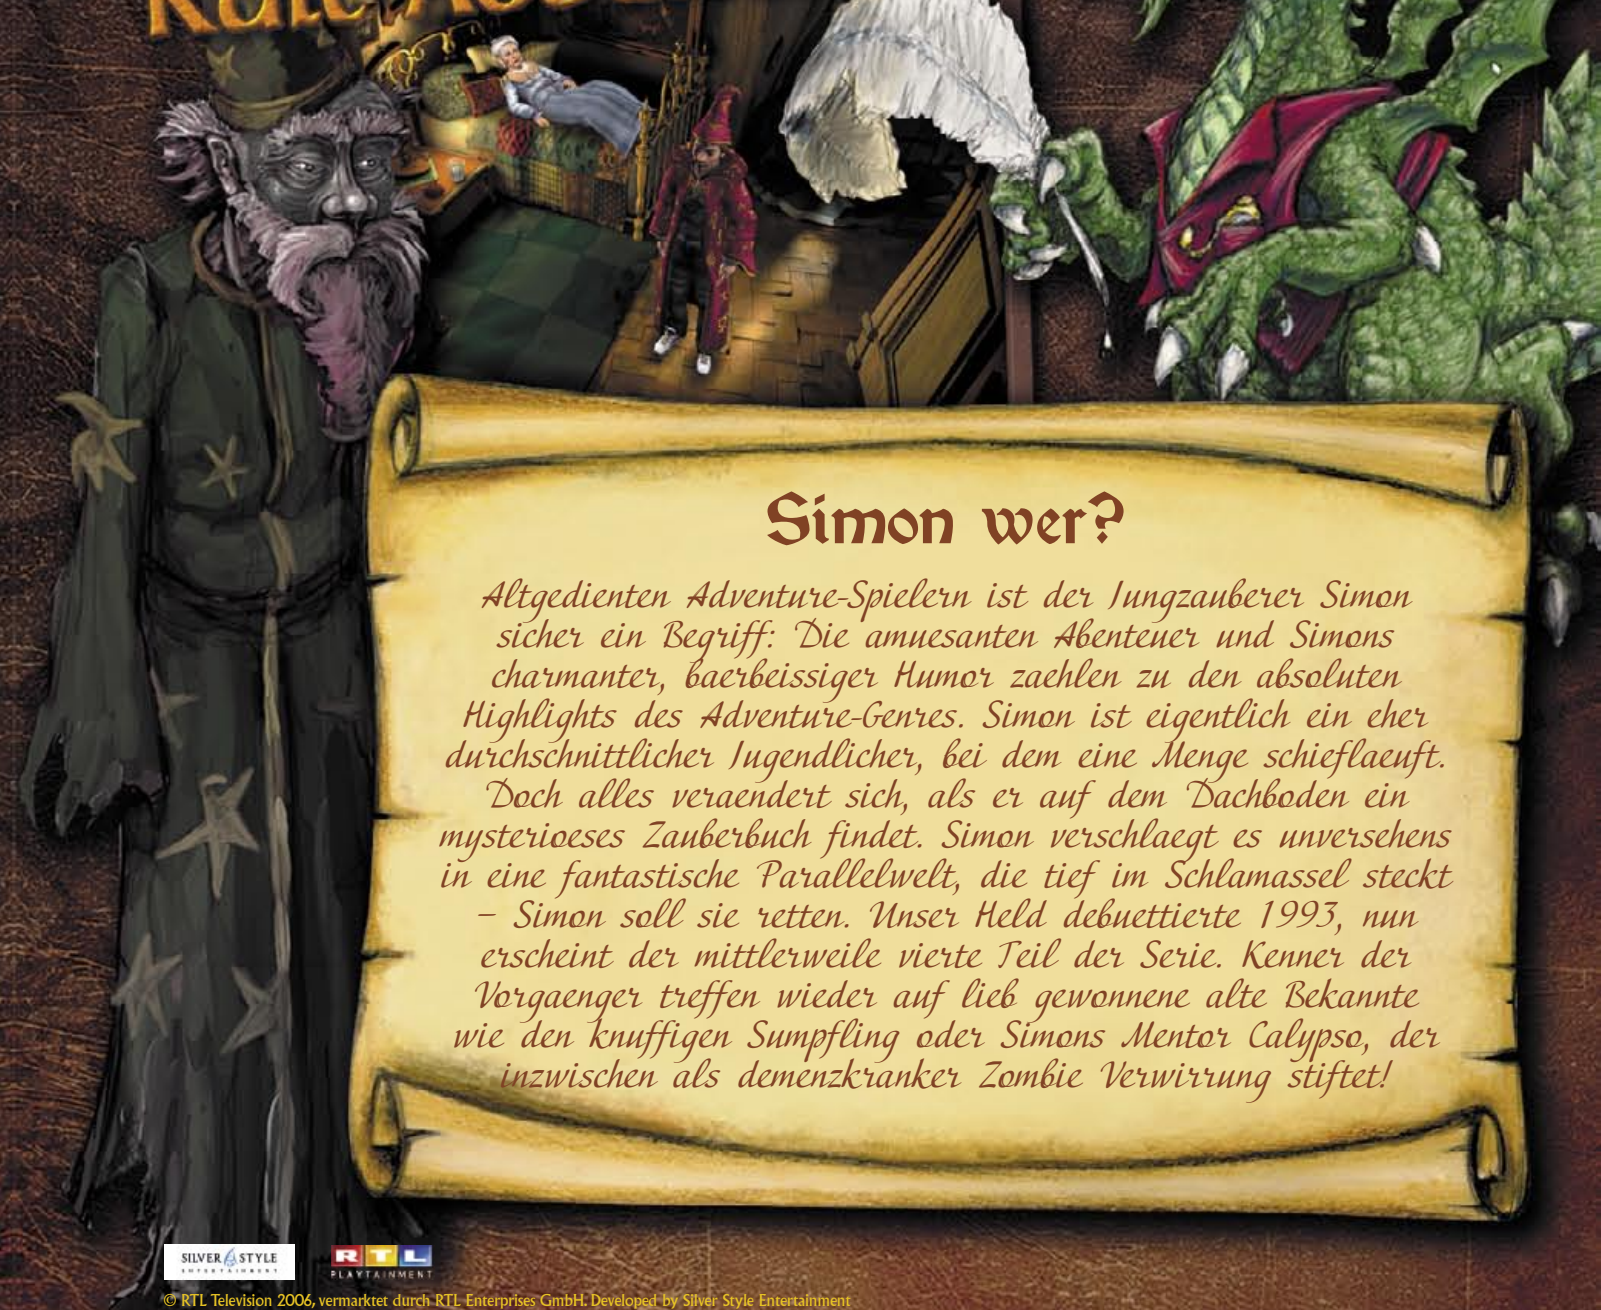 Simon wer?
Altgedienten Adventure-Spielern ist der Jungzauberer Simon
sicher ein Begriff: Die amuesanten Abenteuer und Simons
charmanter, baerbeissiger Humor zaehlen zu den absoluten
Highlights des Adventure-Genres. Simon ist eigentlich ein eher
durchschnittlicher Jugendlicher, bei dem eine Menge schieflaeuft.
Doch alles veraendert sich, als er auf dem Dachboden ein
mysterioeses Zauberbuch findet. Simon verschlaegt es unversehens
in eine fantastische Parallelwelt, die tief im Schlamassel steckt
– Simon soll sie retten. Unser Held debuettierte 1993, nun
erscheint der mittlerweile vierte Teil der Serie. Kenner der
Vorgaenger treffen wieder auf lieb gewonnene alte Bekannte
wie den knuffigen Sumpfling oder Simons Mentor Calypso, der
inzwischen als demenzkranker Zombie Verwirrung stiftet!
SILVER STYLE
ENTERTAINMENT
RTL
PLAYTAINMENT
© RTL Television 2006, vermarktet durch RTL Enterprises GmbH. Developed by Silver Style Entertainment